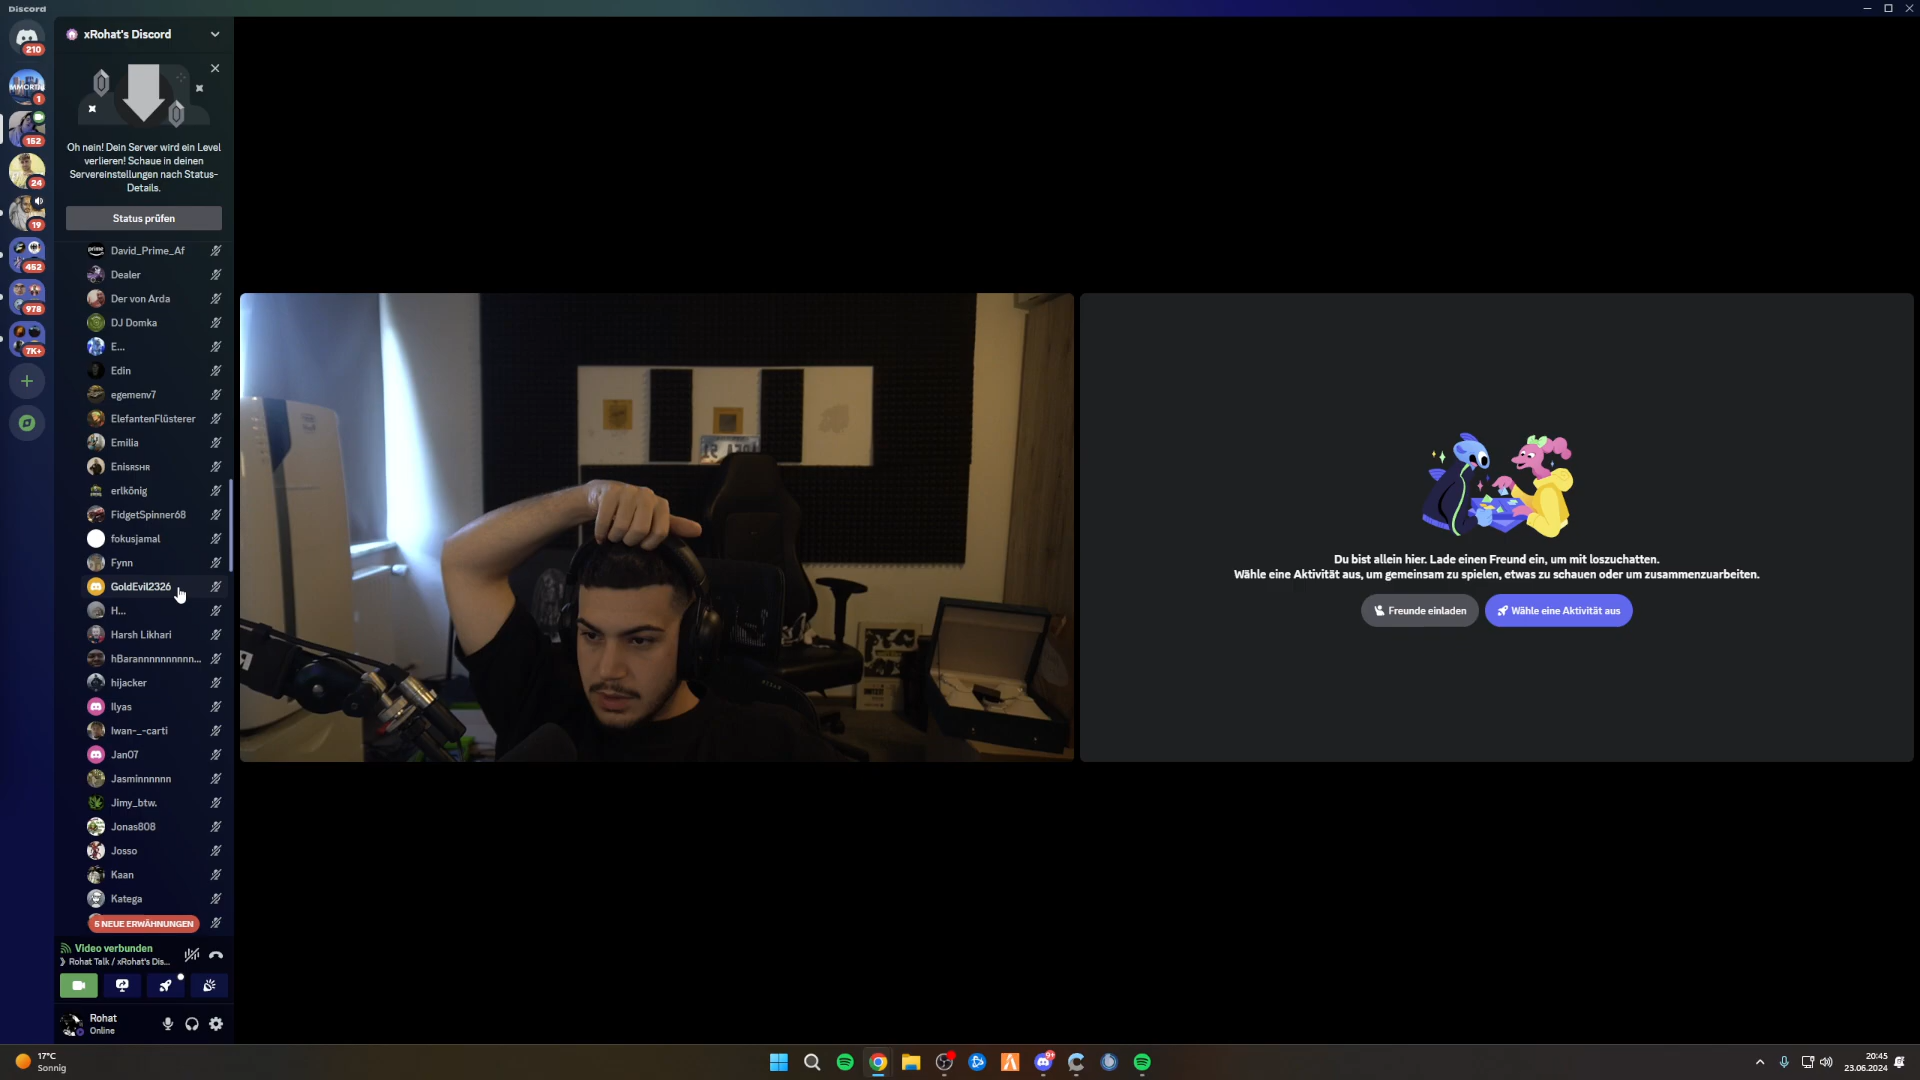 Discord
xRohat's Discord
210
1
152
24
19
452
978
7K+
Oh nein! Dein Server wird ein Level
verlieren! Schaue in deinen
Servereinstellungen nach Status-
Details.
Status prüfen
David_Prime_Af
Dealer
Der von Arda
DJ Domka
E...
Edin
egemenv7
ElefantenFlüsterer
Emilia
Enisʀsʜʀ
erlkönig
FidgetSpinner68
fokusjamal
Fynn
GoldEvil2326
H...
Harsh Likhari
hBarannnnnnnnnn...
hijacker
Ilyas
Iwan-_-carti
Jan07
Jasminnnnnn
Jimy_btw.
Jonas808
Josso
Kaan
Katega
5 NEUE ERWÄHNUNGEN
Video verbunden
Rohat Talk / xRohat's Dis...
Rohat
Online
Du bist allein hier. Lade einen Freund ein, um mit loszuchatten.
Wähle eine Aktivität aus, um gemeinsam zu spielen, etwas zu schauen oder um zusammenzuarbeiten.
Freunde einladen
Wähle eine Aktivität aus
17°C
Sonnig
20:45
23.06.2024